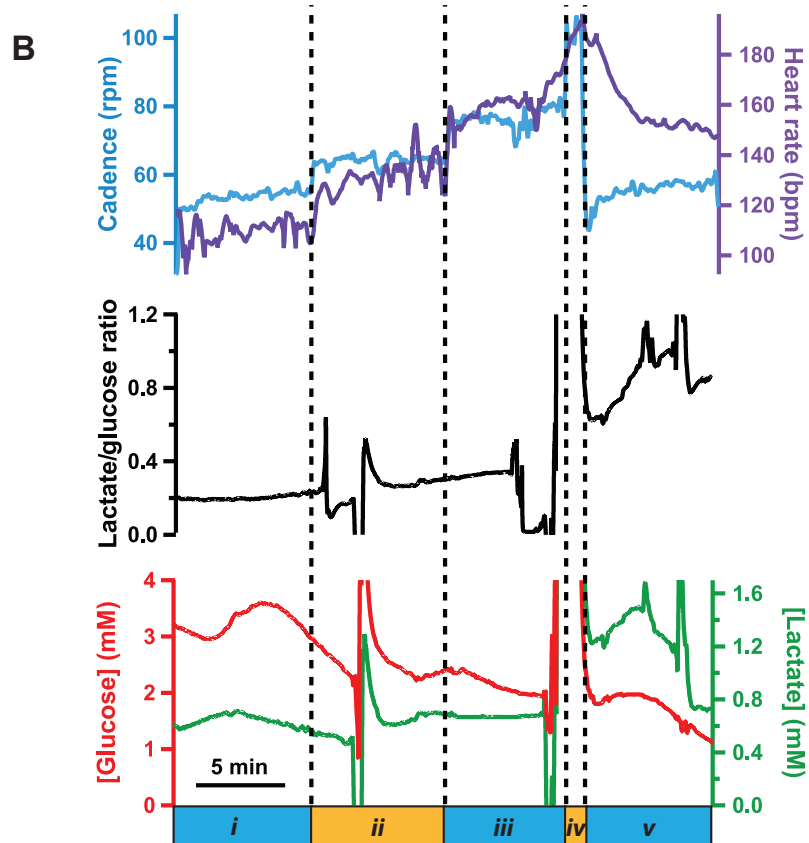 B
Cadence (rpm)
100
80
60
40
Heart rate (bpm)
180
160
140
120
100
Lactate/glucose ratio
1.2
0.8
0.4
0.0
[Glucose] (mM)
4
3
2
1
0
[Lactate] (mM)
1.6
1.2
0.8
0.4
0.0
5 min
i ii iii iv v